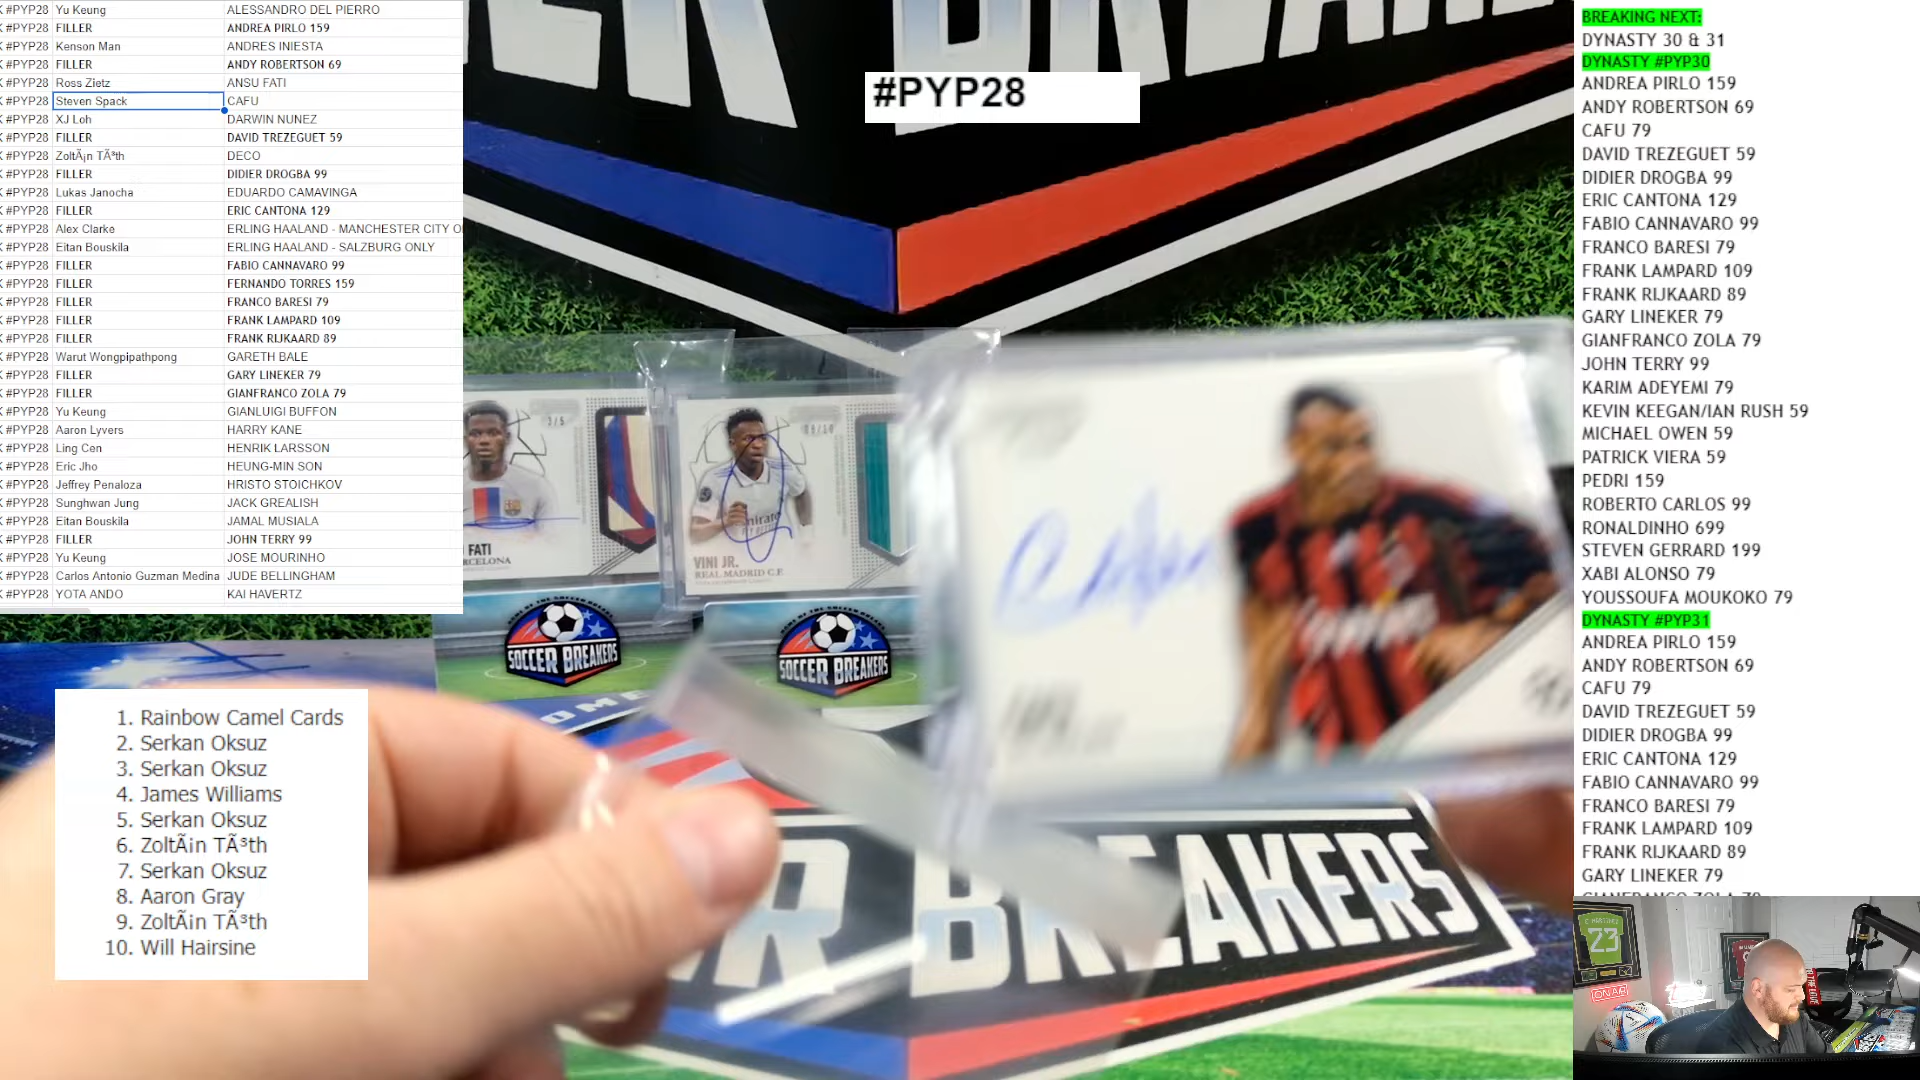 K #PYP28 Yu Keung ALESSANDRO DEL PIERRO
K #PYP28 FILLER ANDREA PIRLO 159
K #PYP28 Kenson Man ANDRES INIESTA
K #PYP28 FILLER ANDY ROBERTSON 69
K #PYP28 Ross Zietz ANSU FATI
K #PYP28 Steven Spack CAFU
K #PYP28 XJ Loh DARWIN NUNEZ
K #PYP28 FILLER DAVID TREZEGUET 59
K #PYP28 ZoltÃ¡n TÃ³th DECO
K #PYP28 FILLER DIDIER DROGBA 99
K #PYP28 Lukas Janocha EDUARDO CAMAVINGA
K #PYP28 FILLER ERIC CANTONA 129
K #PYP28 Alex Clarke ERLING HAALAND - MANCHESTER CITY O
K #PYP28 Eitan Bouskila ERLING HAALAND - SALZBURG ONLY
K #PYP28 FILLER FABIO CANNAVARO 99
K #PYP28 FILLER FERNANDO TORRES 159
K #PYP28 FILLER FRANCO BARESI 79
K #PYP28 FILLER FRANK LAMPARD 109
K #PYP28 FILLER FRANK RIJKAARD 89
K #PYP28 Warut Wongpipathpong GARETH BALE
K #PYP28 FILLER GARY LINEKER 79
K #PYP28 FILLER GIANFRANCO ZOLA 79
K #PYP28 Yu Keung GIANLUIGI BUFFON
K #PYP28 Aaron Lyvers HARRY KANE
K #PYP28 Ling Cen HENRIK LARSSON
K #PYP28 Eric Jho HEUNG-MIN SON
K #PYP28 Jeffrey Penaloza HRISTO STOICHKOV
K #PYP28 Sunghwan Jung JACK GREALISH
K #PYP28 Eitan Bouskila JAMAL MUSIALA
K #PYP28 FILLER JOHN TERRY 99
K #PYP28 Yu Keung JOSE MOURINHO
K #PYP28 Carlos Antonio Guzman Medina JUDE BELLINGHAM
K #PYP28 YOTA ANDO KAI HAVERTZ
#PYP28
3/5
FATI
VINI JR.
REAL MADRID C.F.
SOCCER BREAKERS
SOCCER BREAKERS
BREAKERS
1. Rainbow Camel Cards
2. Serkan Oksuz
3. Serkan Oksuz
4. James Williams
5. Serkan Oksuz
6. ZoltÃ¡n TÃ³th
7. Serkan Oksuz
8. Aaron Gray
9. ZoltÃ¡n TÃ³th
10. Will Hairsine
BREAKING NEXT:
DYNASTY 30 & 31
DYNASTY #PYP30
ANDREA PIRLO 159
ANDY ROBERTSON 69
CAFU 79
DAVID TREZEGUET 59
DIDIER DROGBA 99
ERIC CANTONA 129
FABIO CANNAVARO 99
FRANCO BARESI 79
FRANK LAMPARD 109
FRANK RIJKAARD 89
GARY LINEKER 79
GIANFRANCO ZOLA 79
JOHN TERRY 99
KARIM ADEYEMI 79
KEVIN KEEGAN/IAN RUSH 59
MICHAEL OWEN 59
PATRICK VIERA 59
PEDRI 159
ROBERTO CARLOS 99
RONALDINHO 699
STEVEN GERRARD 199
XABI ALONSO 79
YOUSSOUFA MOUKOKO 79
DYNASTY #PYP31
ANDREA PIRLO 159
ANDY ROBERTSON 69
CAFU 79
DAVID TREZEGUET 59
DIDIER DROGBA 99
ERIC CANTONA 129
FABIO CANNAVARO 99
FRANCO BARESI 79
FRANK LAMPARD 109
FRANK RIJKAARD 89
GARY LINEKER 79
GIANFRANCO ZOLA 79
23
ON AIR